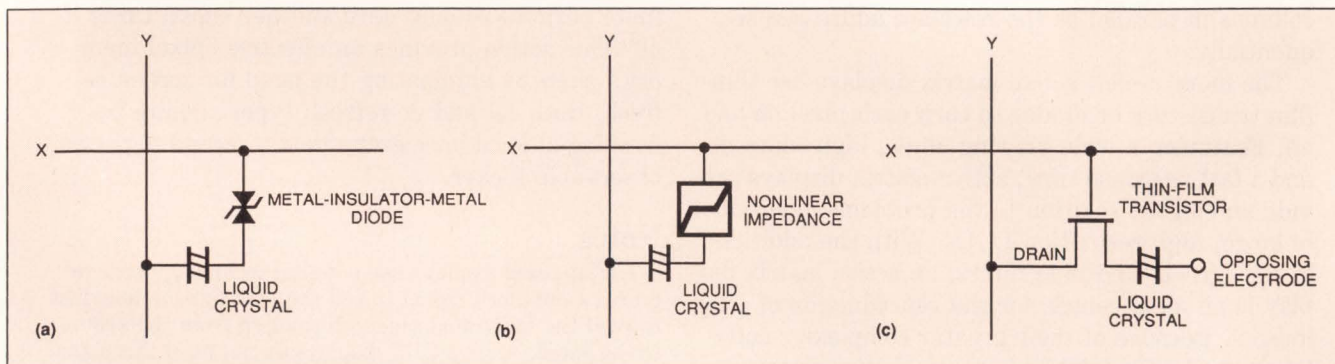 Y
X
METAL-INSULATOR-METAL
DIODE
LIQUID
CRYSTAL
(a)
Y
X
NONLINEAR
IMPEDANCE
LIQUID
CRYSTAL
(b)
Y
X
THIN-FILM
TRANSISTOR
DRAIN
OPPOSING
ELECTRODE
LIQUID
CRYSTAL
(c)